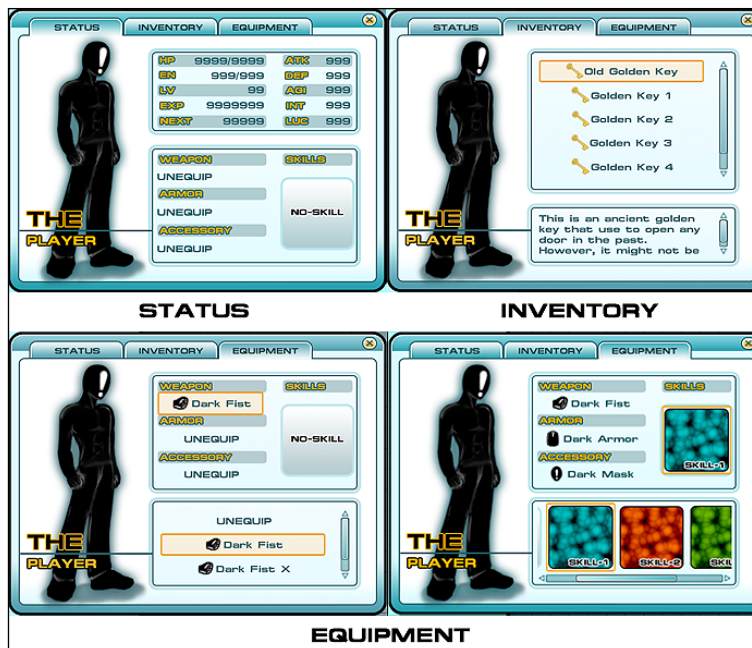 STATUS INVENTORY EQUIPMENT
HP 9999/9999 ATK 999
EN 999/999 DEF 999
LV 99 AGI 999
EXP 9999999 INT 999
NEXT 99999 LUC 999
WEAPON SKILLS
UNEQUIP
ARMOR
UNEQUIP NO-SKILL
ACCESSORY
UNEQUIP
THE
PLAYER
STATUS
STATUS INVENTORY EQUIPMENT
Old Golden Key
Golden Key 1
Golden Key 2
Golden Key 3
Golden Key 4
This is an ancient golden
key that use to open any
door in the past.
However, it might not be
THE
PLAYER
INVENTORY
STATUS INVENTORY EQUIPMENT
WEAPON SKILLS
Dark Fist
ARMOR
UNEQUIP NO-SKILL
ACCESSORY
UNEQUIP
UNEQUIP
Dark Fist
Dark Fist X
THE
PLAYER
STATUS INVENTORY EQUIPMENT
WEAPON SKILLS
Dark Fist
ARMOR
Dark Armor
ACCESSORY
Dark Mask
SKILL-1
SKILL-1 SKILL-2 SKIL
THE
PLAYER
EQUIPMENT